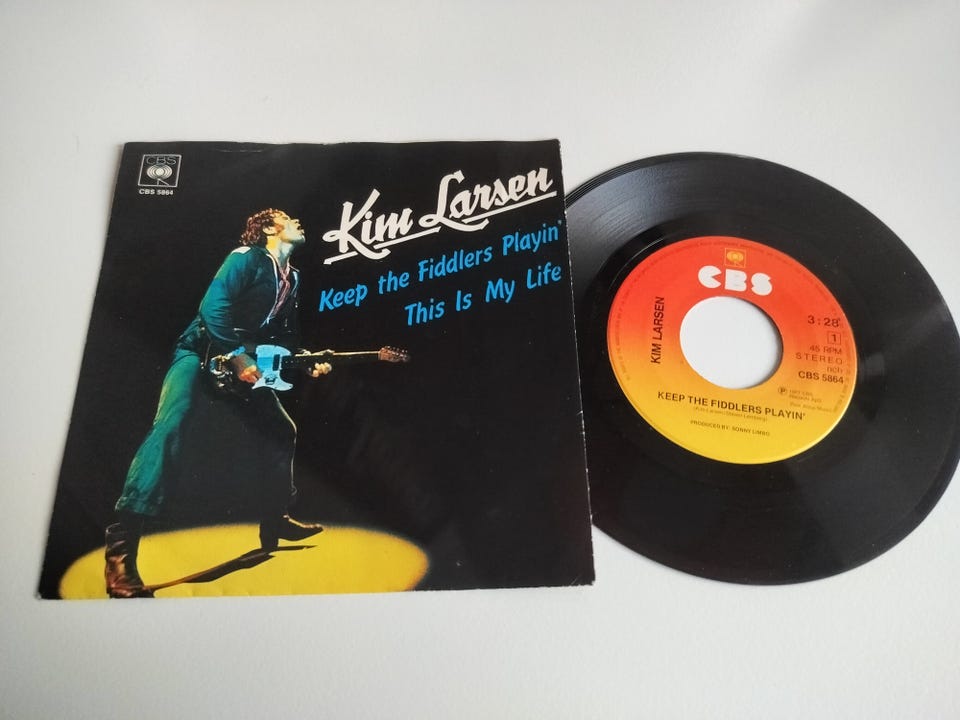 CBS
CBS 5864
Kim Larsen
Keep the Fiddlers Playin'
This Is My Life
CBS
KIM LARSEN
3:28
1
45 RPM
STEREO
ncb
CBS 5864
KEEP THE FIDDLERS PLAYIN'
PRODUCED BY: SONNY LIMBO